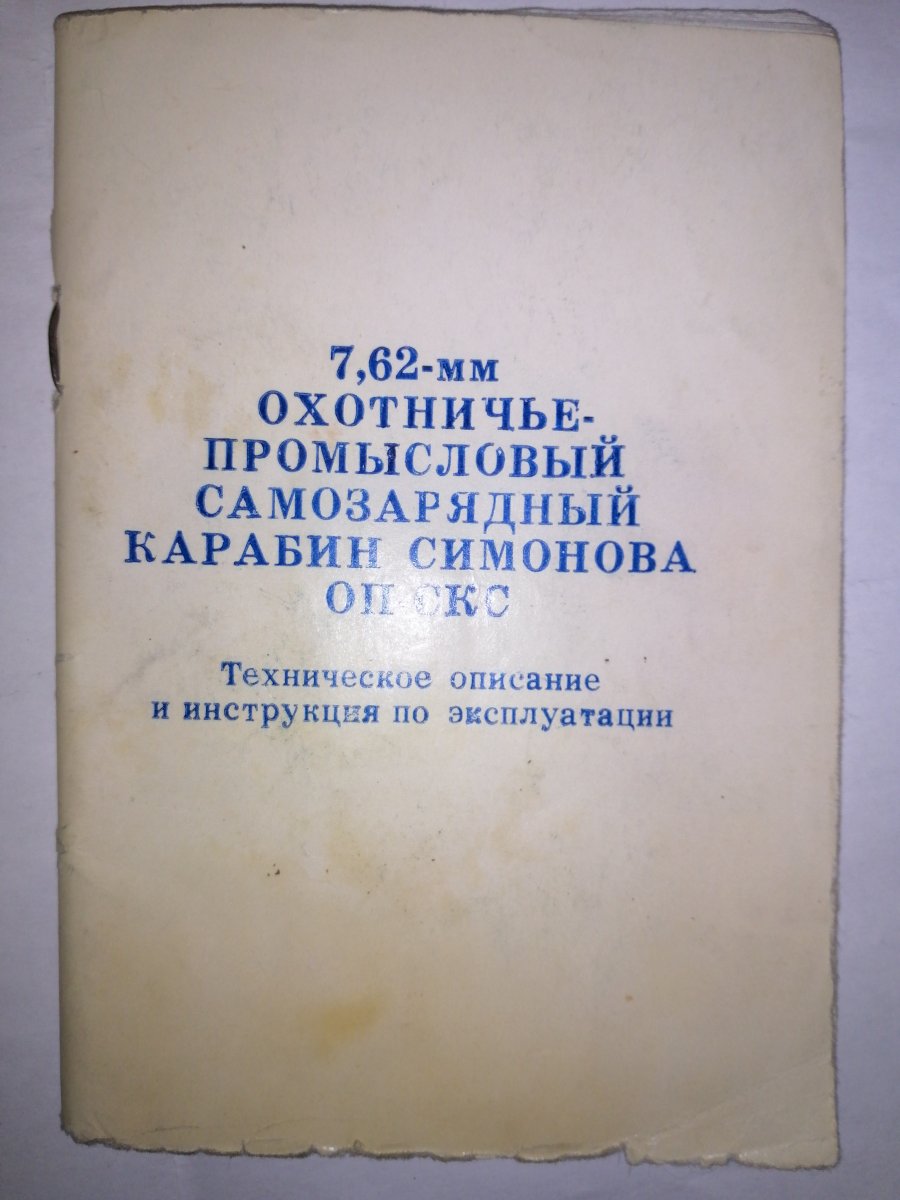 7,62-мм
ОХОТНИЧЬЕ-
ПРОМЫСЛОВЫЙ
САМОЗАРЯДНЫЙ
КАРАБИН СИМОНОВА
ОП СКС
Техническое описание
и инструкция по эксплуатации